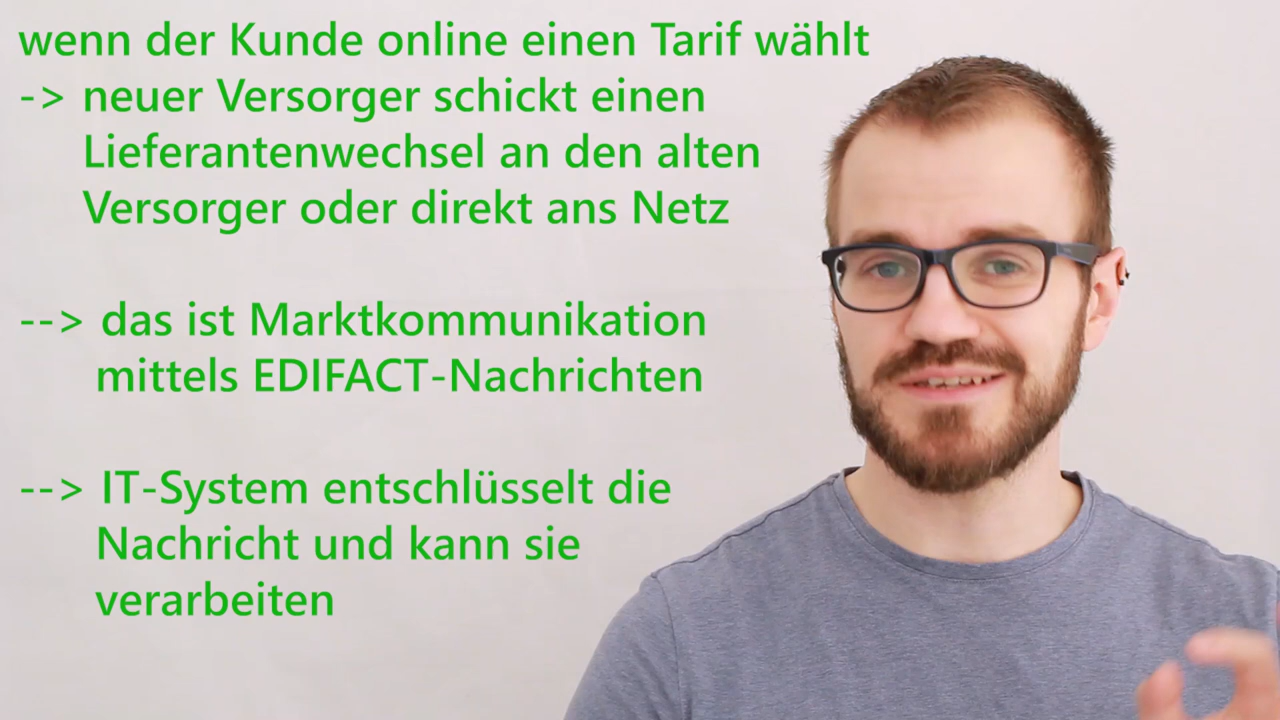 wenn der Kunde online einen Tarif wählt
-> neuer Versorger schickt einen
Lieferantenwechsel an den alten
Versorger oder direkt ans Netz
--> das ist Marktkommunikation
mittels EDIFACT-Nachrichten
--> IT-System entschlüsselt die
Nachricht und kann sie
verarbeiten